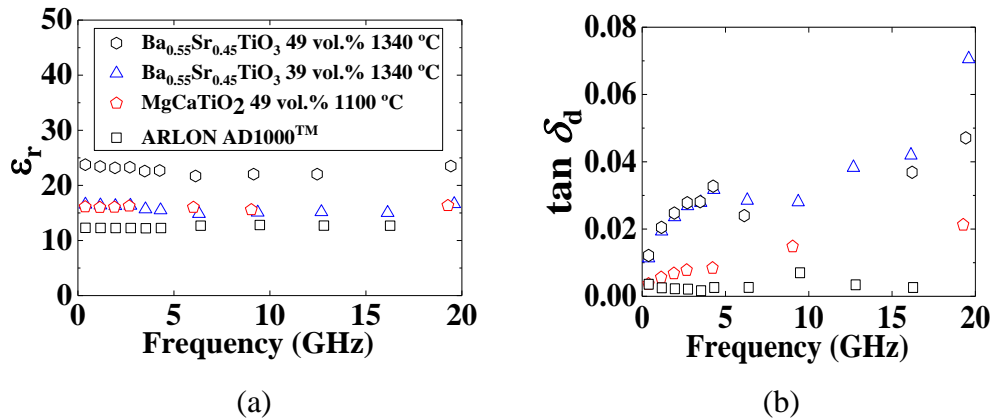 50
40
30
20
10
0
εr
Ba0.55Sr0.45TiO3 49 vol.% 1340 ºC
Ba0.55Sr0.45TiO3 39 vol.% 1340 ºC
MgCaTiO2 49 vol.% 1100 ºC
ARLON AD1000™
0 5 10 15 20
Frequency (GHz)
(a)
0.08
0.06
0.04
0.02
0.00
tan δd
0 5 10 15 20
Frequency (GHz)
(b)